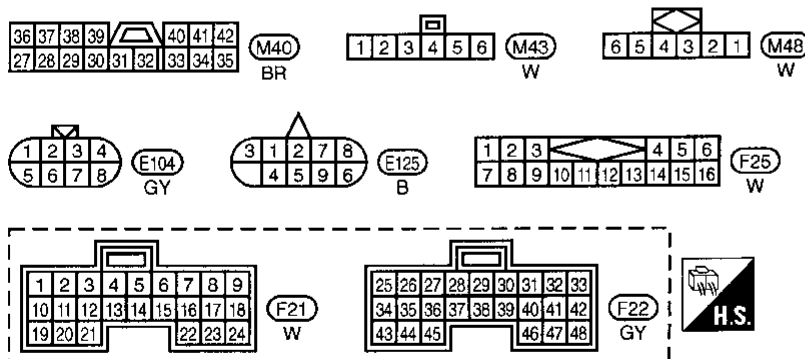 36 37 38 39 40 41 42
27 28 29 30 31 32 33 34 35
M40
BR
1 2 3 4 5 6
M43
W
6 5 4 3 2 1
M48
W
1 2 3 4
5 6 7 8
E104
GY
3 1 2 7 8
4 5 9 6
E125
B
1 2 3 4 5 6
7 8 9 10 11 12 13 14 15 16
F25
W
1 2 3 4 5 6 7 8 9
10 11 12 13 14 15 16 17 18
19 20 21 22 23 24
F21
W
25 26 27 28 29 30 31 32 33
34 35 36 37 38 39 40 41 42
43 44 45 46 47 48
F22
GY
H.S.